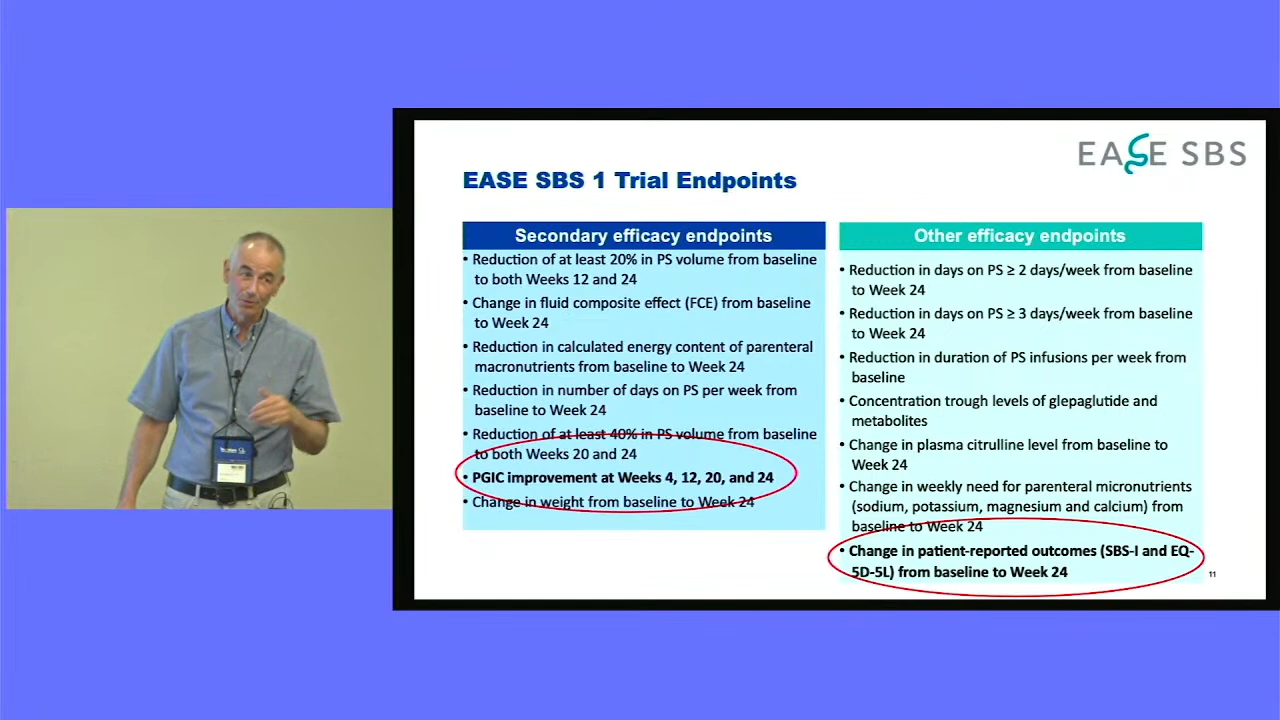 EASE SBS
EASE SBS 1 Trial Endpoints
Secondary efficacy endpoints
• Reduction of at least 20% in PS volume from baseline
to both Weeks 12 and 24
• Change in fluid composite effect (FCE) from baseline
to Week 24
• Reduction in calculated energy content of parenteral
macronutrients from baseline to Week 24
• Reduction in number of days on PS per week from
baseline to Week 24
• Reduction of at least 40% in PS volume from baseline
to both Weeks 20 and 24
• PGIC improvement at Weeks 4, 12, 20, and 24
• Change in weight from baseline to Week 24
Other efficacy endpoints
• Reduction in days on PS ≥ 2 days/week from baseline
to Week 24
• Reduction in days on PS ≥ 3 days/week from baseline
to Week 24
• Reduction in duration of PS infusions per week from
baseline
• Concentration trough levels of glepaglutide and
metabolites
• Change in plasma citrulline level from baseline to
Week 24
• Change in weekly need for parenteral micronutrients
(sodium, potassium, magnesium and calcium) from
baseline to Week 24
• Change in patient-reported outcomes (SBS-I and EQ-
5D-5L) from baseline to Week 24
11